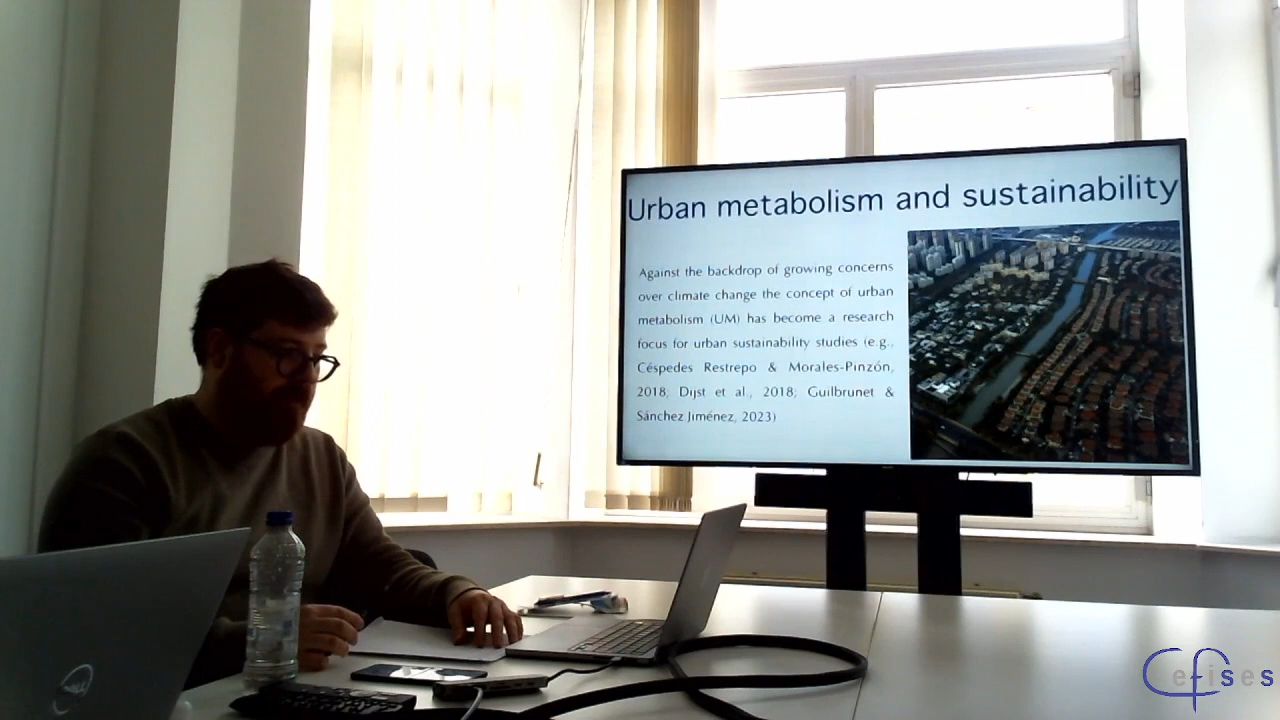 Urban metabolism and sustainability
Against the backdrop of growing concerns
over climate change the concept of urban
metabolism (UM) has become a research
focus for urban sustainability studies (e.g.,
Céspedes Restrepo & Morales-Pinzón,
2018; Dijst et al., 2018; Guilbrunet &
Sánchez Jiménez, 2023)
DELL
Cefises